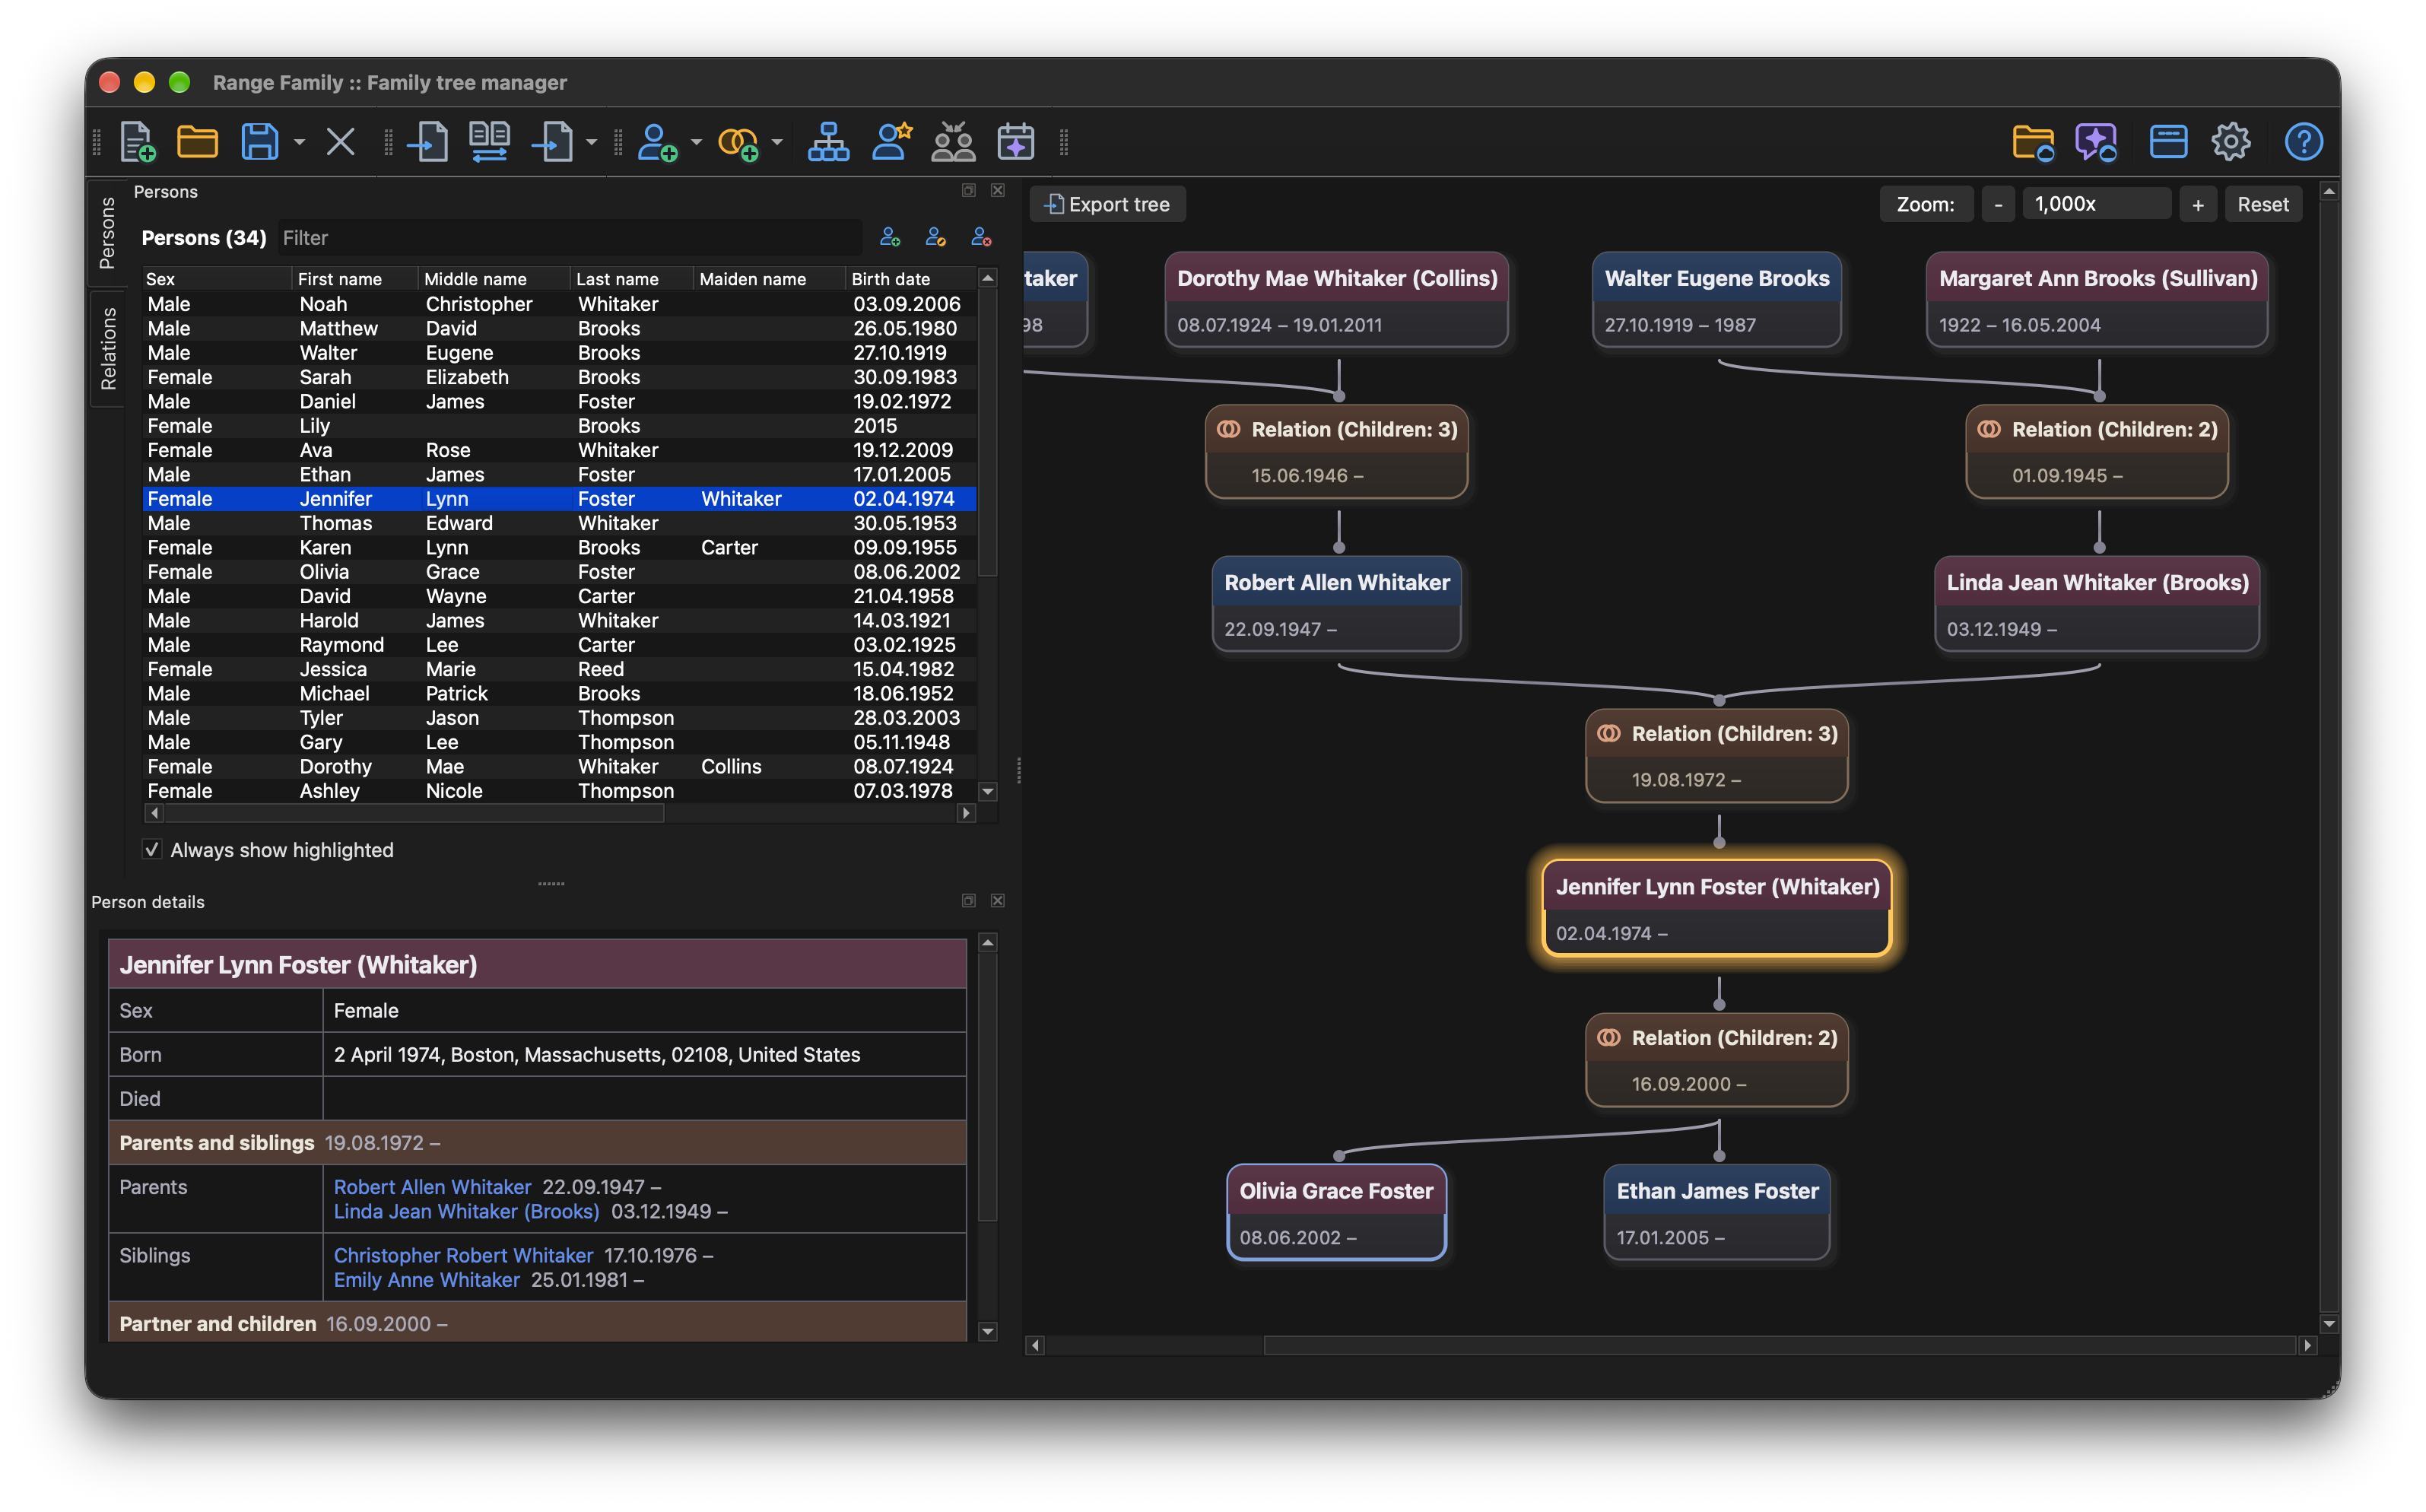 Range Family :: Family tree manager
Persons
Relations
Persons
Persons (34) Filter
Sex First name Middle name Last name Maiden name Birth date
Male Noah Christopher Whitaker 03.09.2006
Male Matthew David Brooks 26.05.1980
Male Walter Eugene Brooks 27.10.1919
Female Sarah Elizabeth Brooks 30.09.1983
Male Daniel James Foster 19.02.1972
Female Lily Brooks 2015
Female Ava Rose Whitaker 19.12.2009
Male Ethan James Foster 17.01.2005
Female Jennifer Lynn Foster Whitaker 02.04.1974
Male Thomas Edward Whitaker 30.05.1953
Female Karen Lynn Brooks Carter 09.09.1955
Female Olivia Grace Foster 08.06.2002
Male David Wayne Carter 21.04.1958
Male Harold James Whitaker 14.03.1921
Male Raymond Lee Carter 03.02.1925
Female Jessica Marie Reed 15.04.1982
Male Michael Patrick Brooks 18.06.1952
Male Tyler Jason Thompson 28.03.2003
Male Gary Lee Thompson 05.11.1948
Female Dorothy Mae Whitaker Collins 08.07.1924
Female Ashley Nicole Thompson 07.03.1978
Always show highlighted
Person details
Jennifer Lynn Foster (Whitaker)
Sex Female
Born 2 April 1974, Boston, Massachusetts, 02108, United States
Died
Parents and siblings 19.08.1972 –
Parents Robert Allen Whitaker 22.09.1947 –
Linda Jean Whitaker (Brooks) 03.12.1949 –
Siblings Christopher Robert Whitaker 17.10.1976 –
Emily Anne Whitaker 25.01.1981 –
Partner and children 16.09.2000 –
Export tree
Zoom: - 1,000x + Reset
taker
98
Dorothy Mae Whitaker (Collins)
08.07.1924 – 19.01.2011
Walter Eugene Brooks
27.10.1919 – 1987
Margaret Ann Brooks (Sullivan)
1922 – 16.05.2004
Relation (Children: 3)
15.06.1946 –
Relation (Children: 2)
01.09.1945 –
Robert Allen Whitaker
22.09.1947 –
Linda Jean Whitaker (Brooks)
03.12.1949 –
Relation (Children: 3)
19.08.1972 –
Jennifer Lynn Foster (Whitaker)
02.04.1974 –
Relation (Children: 2)
16.09.2000 –
Olivia Grace Foster
08.06.2002 –
Ethan James Foster
17.01.2005 –